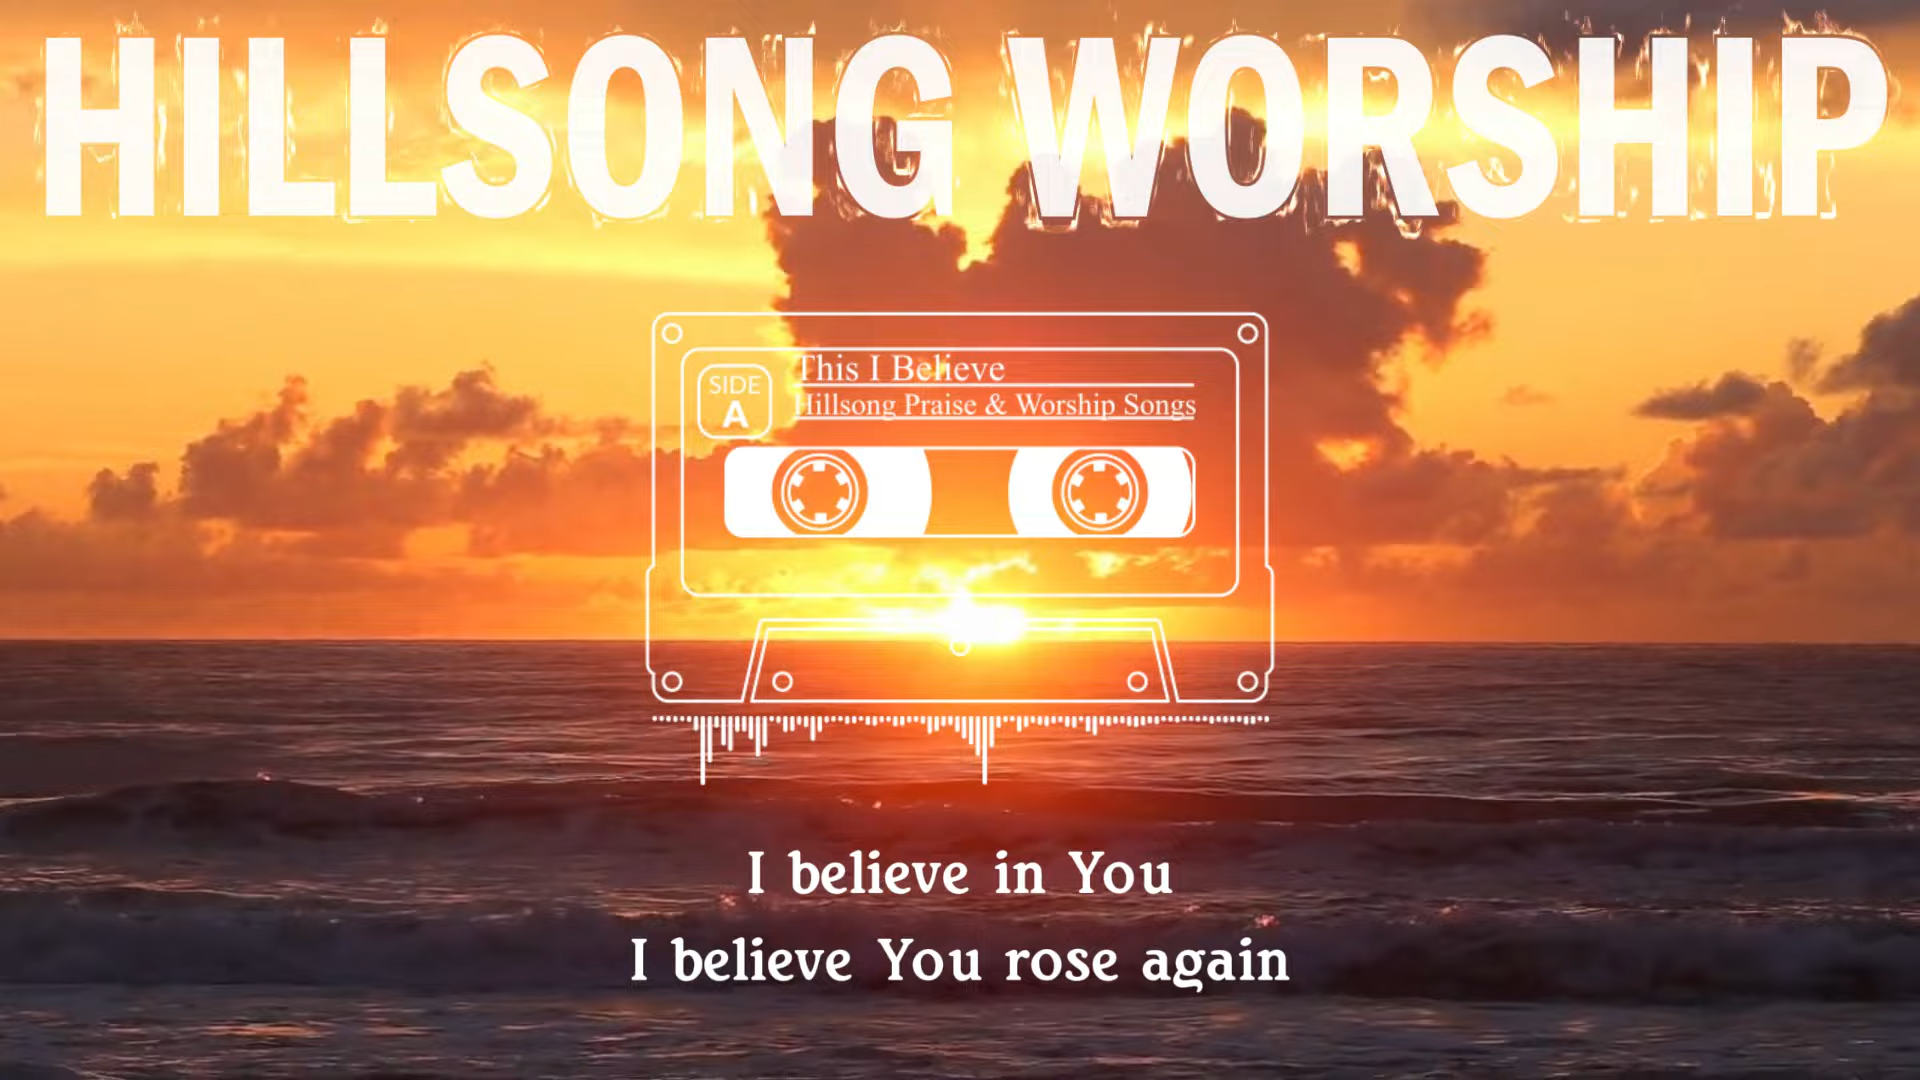 HILLSONG WORSHIP
SIDE
A
This I Believe
Hillsong Praise & Worship Songs
I believe in You
I believe You rose again